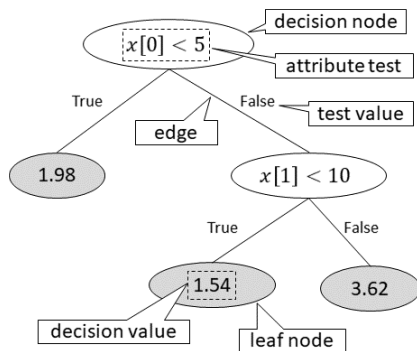 decision node
x[0] < 5
attribute test
True
False
test value
edge
1.98
x[1] < 10
True
False
1.54
3.62
decision value
leaf node